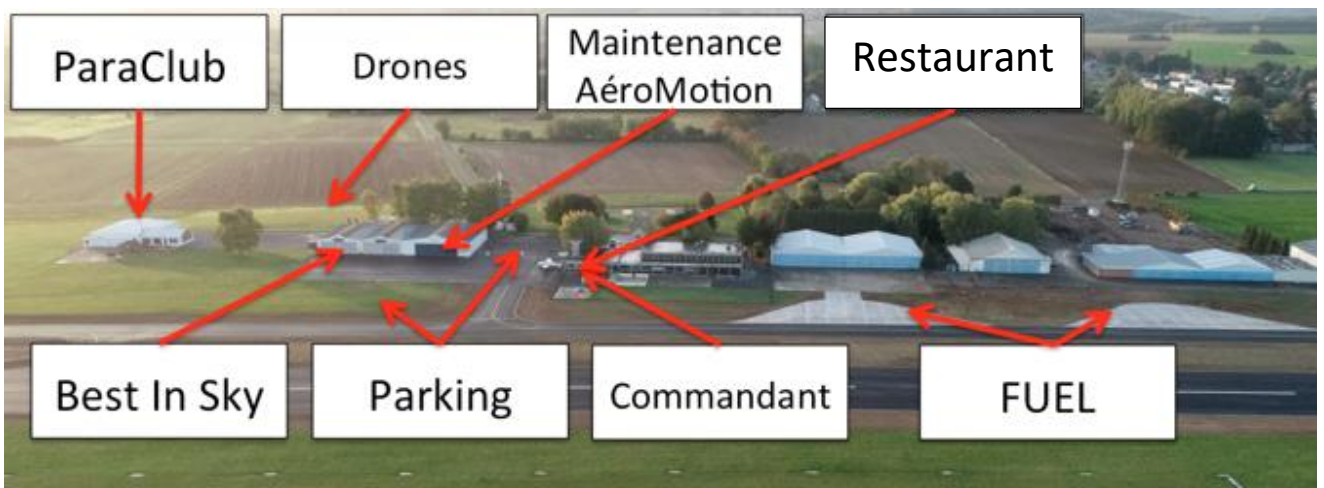 ParaClub
Drones
Maintenance
AéroMotion
Restaurant
Best In Sky
Parking
Commandant
FUEL